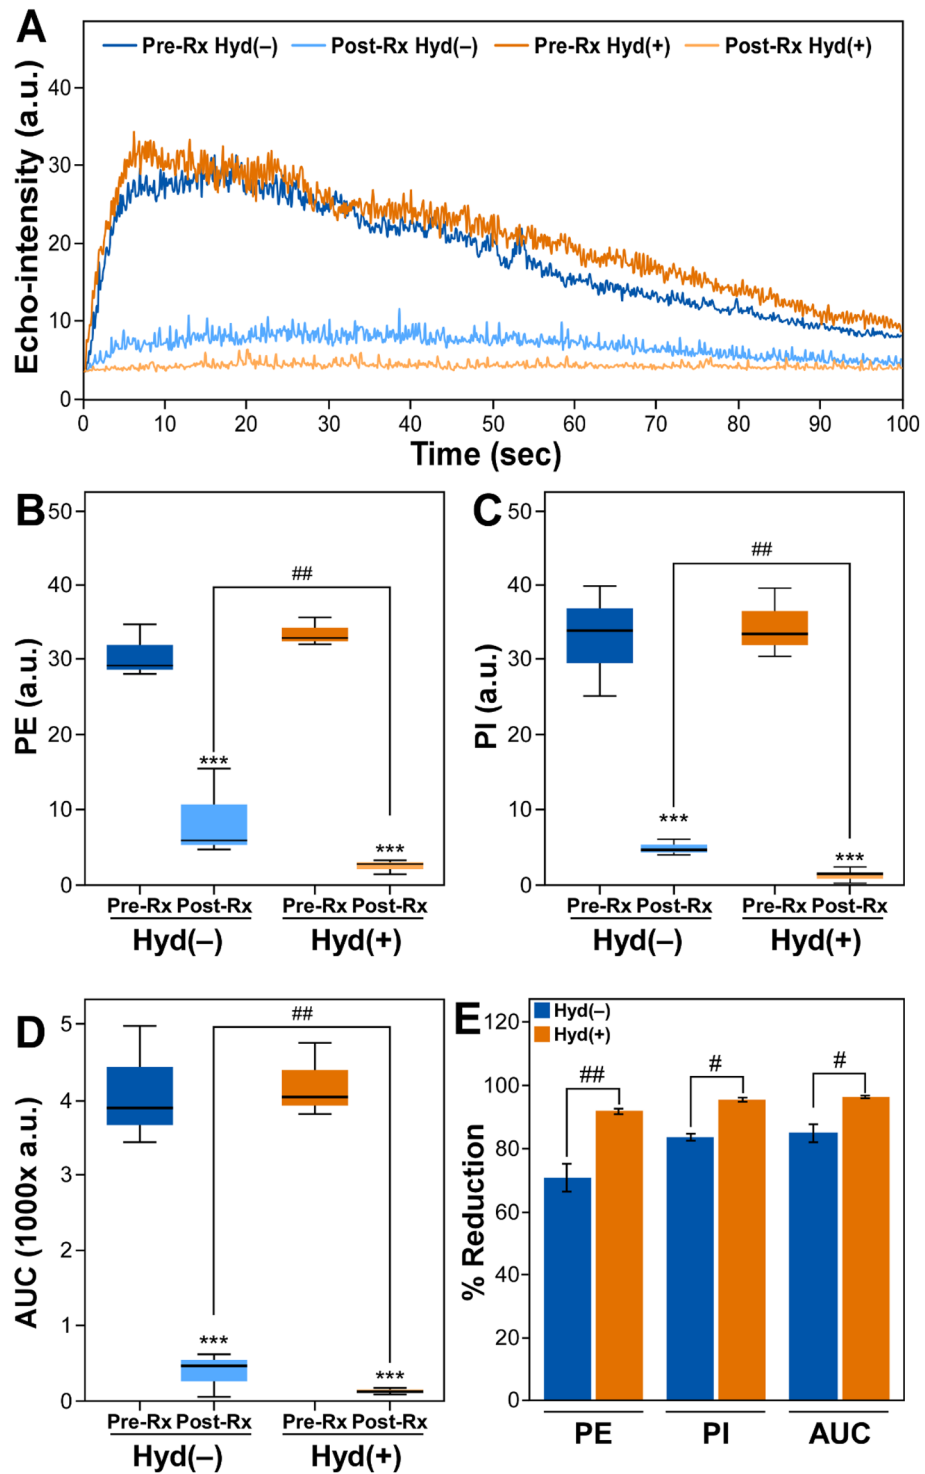 A
Pre-Rx Hyd(–) Post-Rx Hyd(–) Pre-Rx Hyd(+) Post-Rx Hyd(+)
Echo-intensity (a.u.)
40
30
20
10
0
0 10 20 30 40 50 60 70 80 90 100
Time (sec)
B
PE (a.u.)
50
40
30
20
10
0
##
***
***
Pre-Rx Post-Rx Pre-Rx Post-Rx
Hyd(–) Hyd(+)
C
PI (a.u.)
50
40
30
20
10
0
##
***
***
Pre-Rx Post-Rx Pre-Rx Post-Rx
Hyd(–) Hyd(+)
D
AUC (1000x a.u.)
5
4
3
2
1
0
##
***
***
Pre-Rx Post-Rx Pre-Rx Post-Rx
Hyd(–) Hyd(+)
E
Hyd(–)
Hyd(+)
% Reduction
120
100
80
60
40
20
0
## # #
PE PI AUC